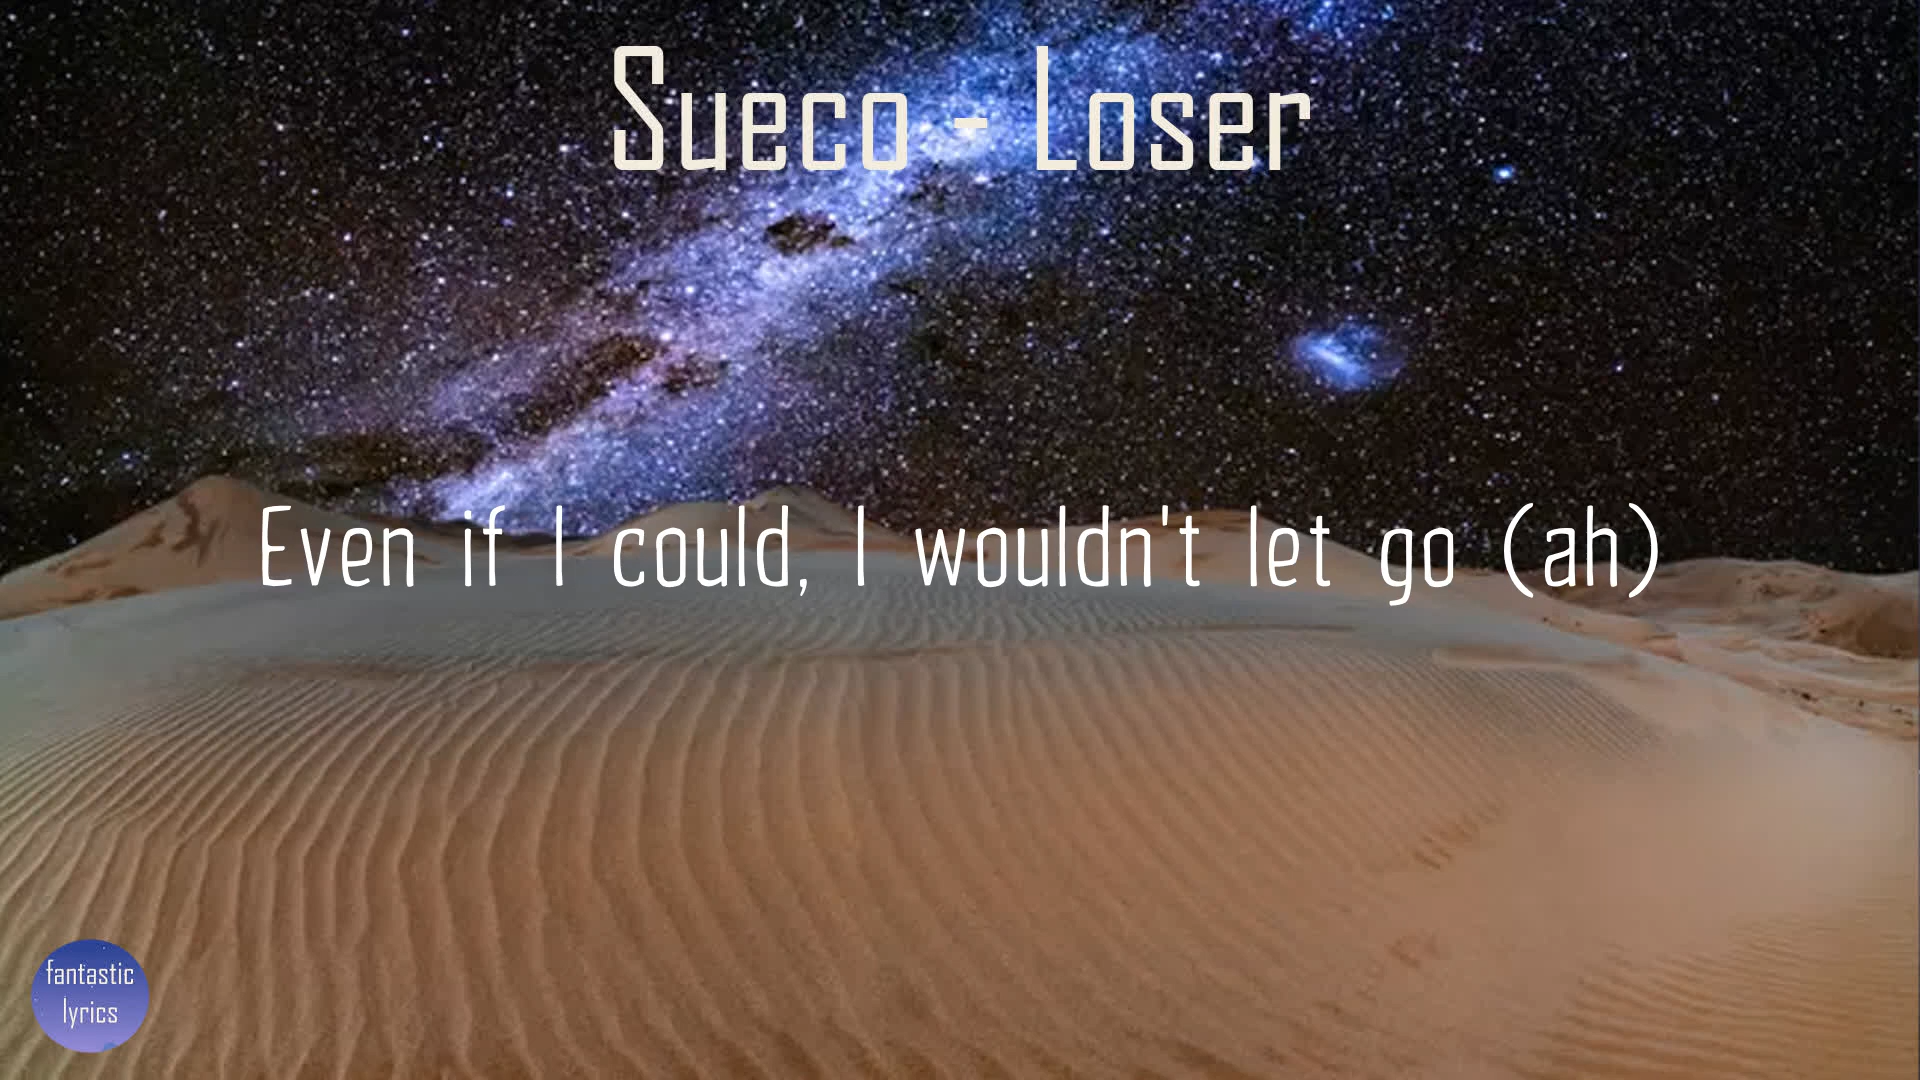 Sueco - Loser
Even if I could, I wouldn't let go (ah)
fantastic
lyrics